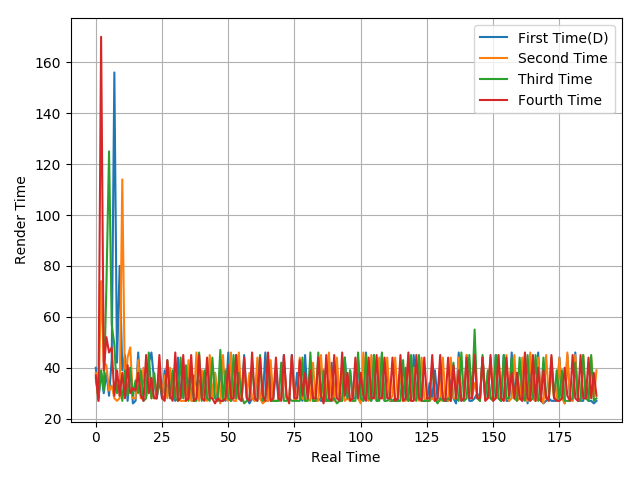 First Time(D)
Second Time
Third Time
Fourth Time
160
140
120
100
80
60
40
20
Render Time
0
25
50
75
100
125
150
175
Real Time